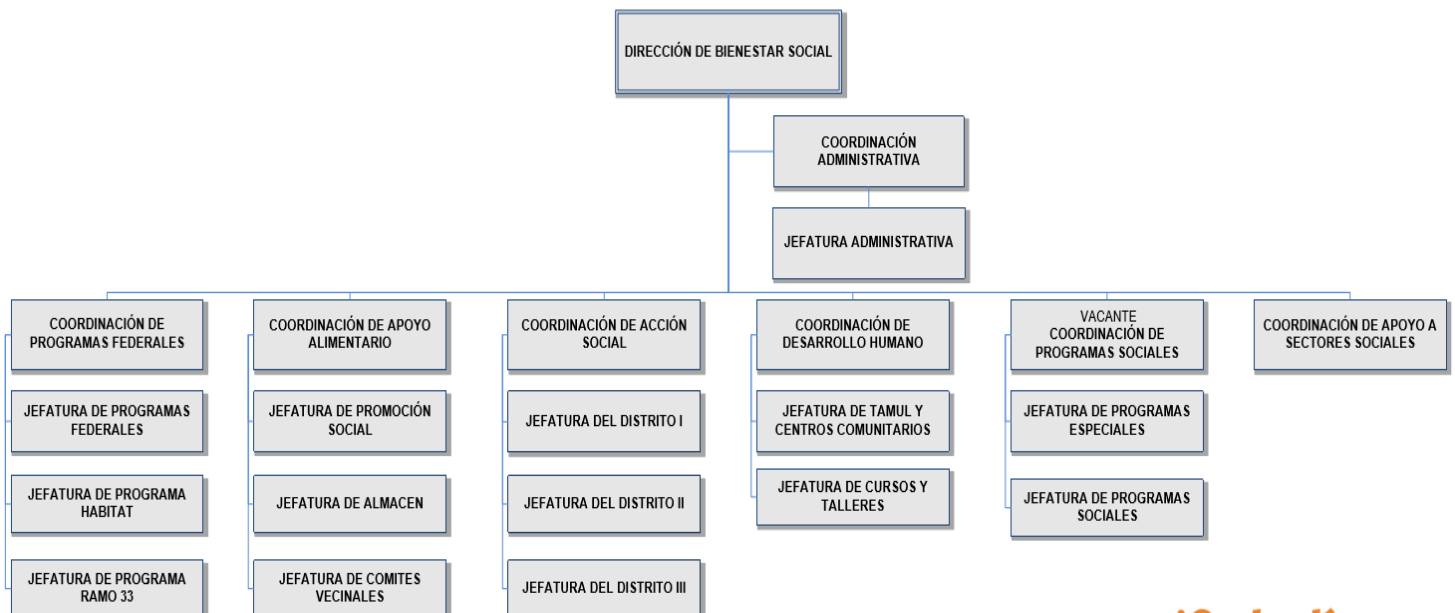 DIRECCIÓN DE BIENESTAR SOCIAL
COORDINACIÓN
ADMINISTRATIVA
JEFATURA ADMINISTRATIVA
COORDINACIÓN DE
PROGRAMAS FEDERALES
JEFATURA DE PROGRAMAS
FEDERALES
JEFATURA DE PROGRAMA
HABITAT
JEFATURA DE PROGRAMA
RAMO 33
COORDINACIÓN DE APOYO
ALIMENTARIO
JEFATURA DE PROMOCIÓN
SOCIAL
JEFATURA DE ALMACEN
JEFATURA DE COMITES
VECINALES
COORDINACIÓN DE ACCIÓN
SOCIAL
JEFATURA DEL DISTRITO I
JEFATURA DEL DISTRITO II
JEFATURA DEL DISTRITO III
COORDINACIÓN DE
DESARROLLO HUMANO
JEFATURA DE TAMUL Y
CENTROS COMUNITARIOS
JEFATURA DE CURSOS Y
TALLERES
VACANTE
COORDINACIÓN DE
PROGRAMAS SOCIALES
JEFATURA DE PROGRAMAS
ESPECIALES
JEFATURA DE PROGRAMAS
SOCIALES
COORDINACIÓN DE APOYO A
SECTORES SOCIALES